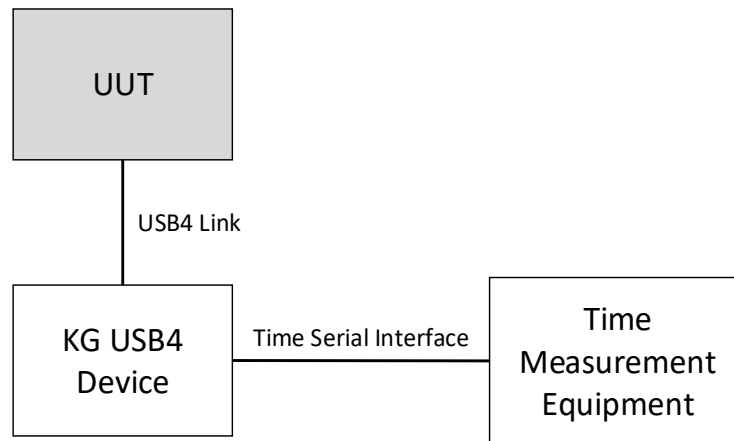 UUT
USB4 Link
KG USB4
Device
Time Serial Interface
Time
Measurement
Equipment